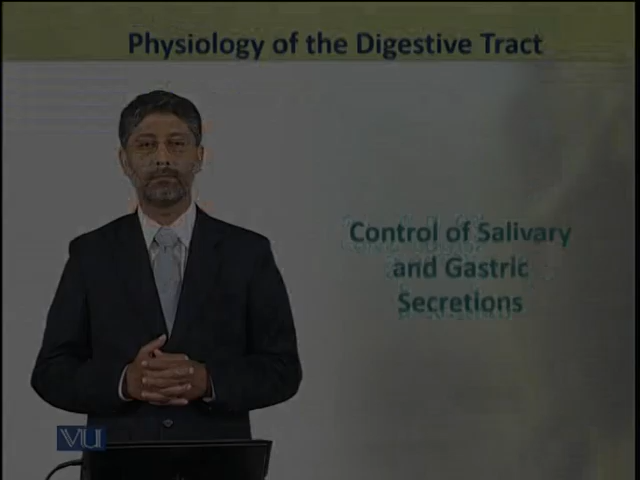 Physiology of the Digestive Tract
Control of Salivary
and Gastric
Secretions
VU